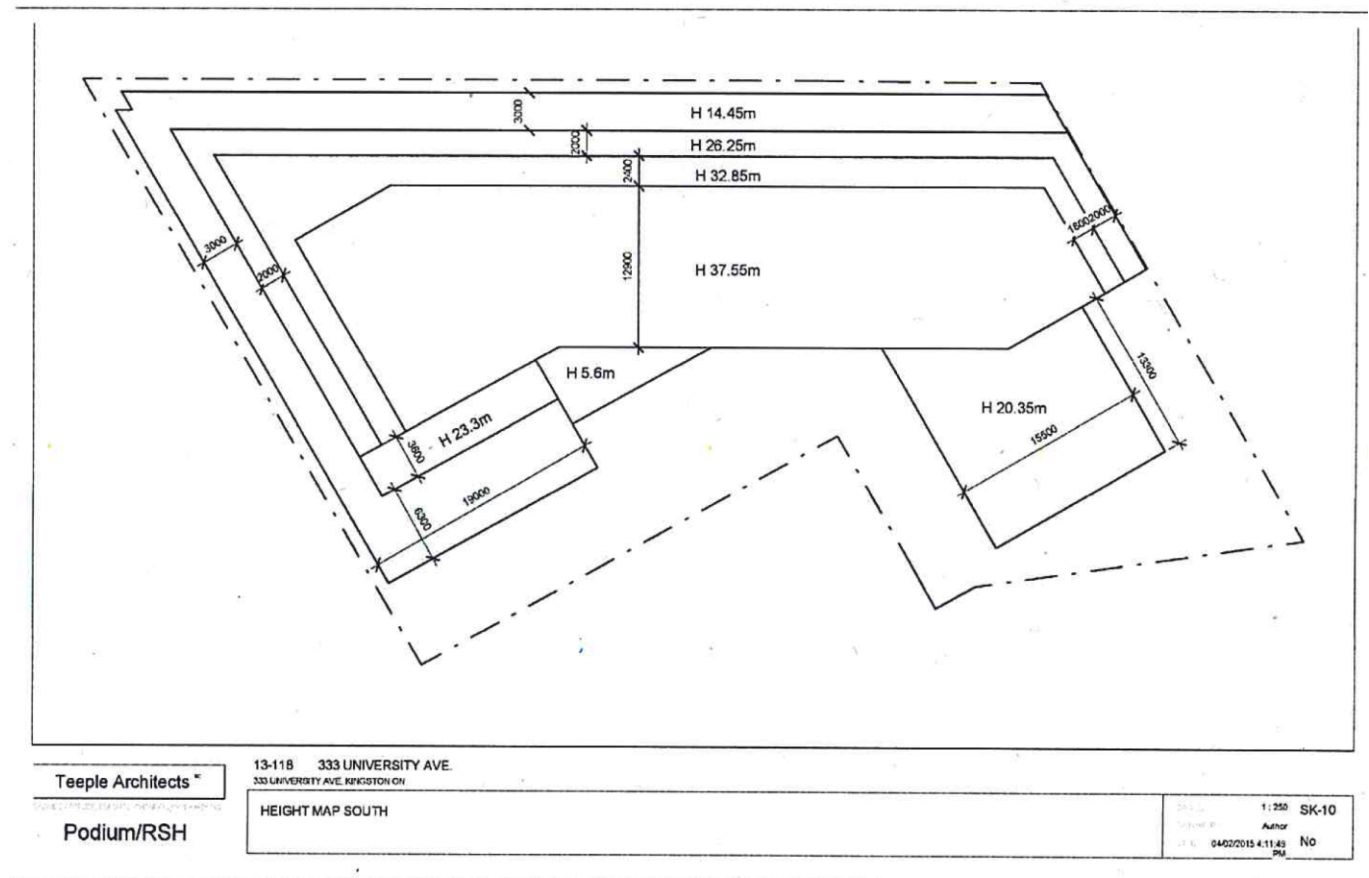 H 14.45m
3000
2000
H 26.25m
2400
H 32.85m
3000
2000
12900
H 37.55m
1600
2000
H 5.6m
H 23.3m
3600
19000
6300
H 20.35m
13300
15500
Teeple Architects
Podium/RSH
13-118 333 UNIVERSITY AVE.
333 UNIVERSITY AVE. KINGSTON ON
HEIGHT MAP SOUTH
1 : 250 SK-10
Author
04/02/2015 4:11:49 PM
No